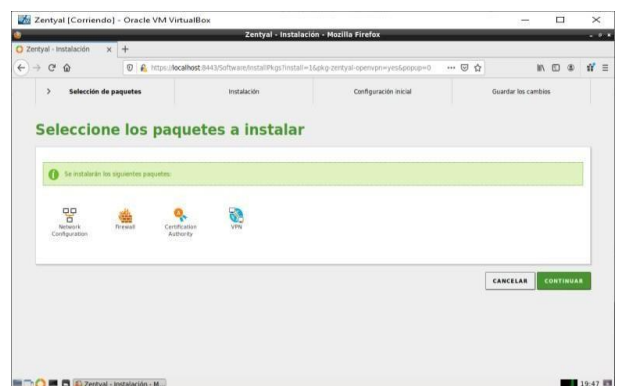 Zentyal [Corriendo] - Oracle VM VirtualBox
Zentyal - Instalación - Mozilla Firefox
Zentyal - Instalación
https://localhost:8443/Software/InstallPkgs?install=1&pkg-zentyal-openvpn=yes&popup=0
Selección de paquetes
Instalación
Configuración inicial
Guardar los cambios
Seleccione los paquetes a instalar
Se instalarán los siguientes paquetes:
Network Configuration
Firewall
Certification Authority
VPN
CANCELAR
CONTINUAR
Zentyal - Instalación - M...
19:47